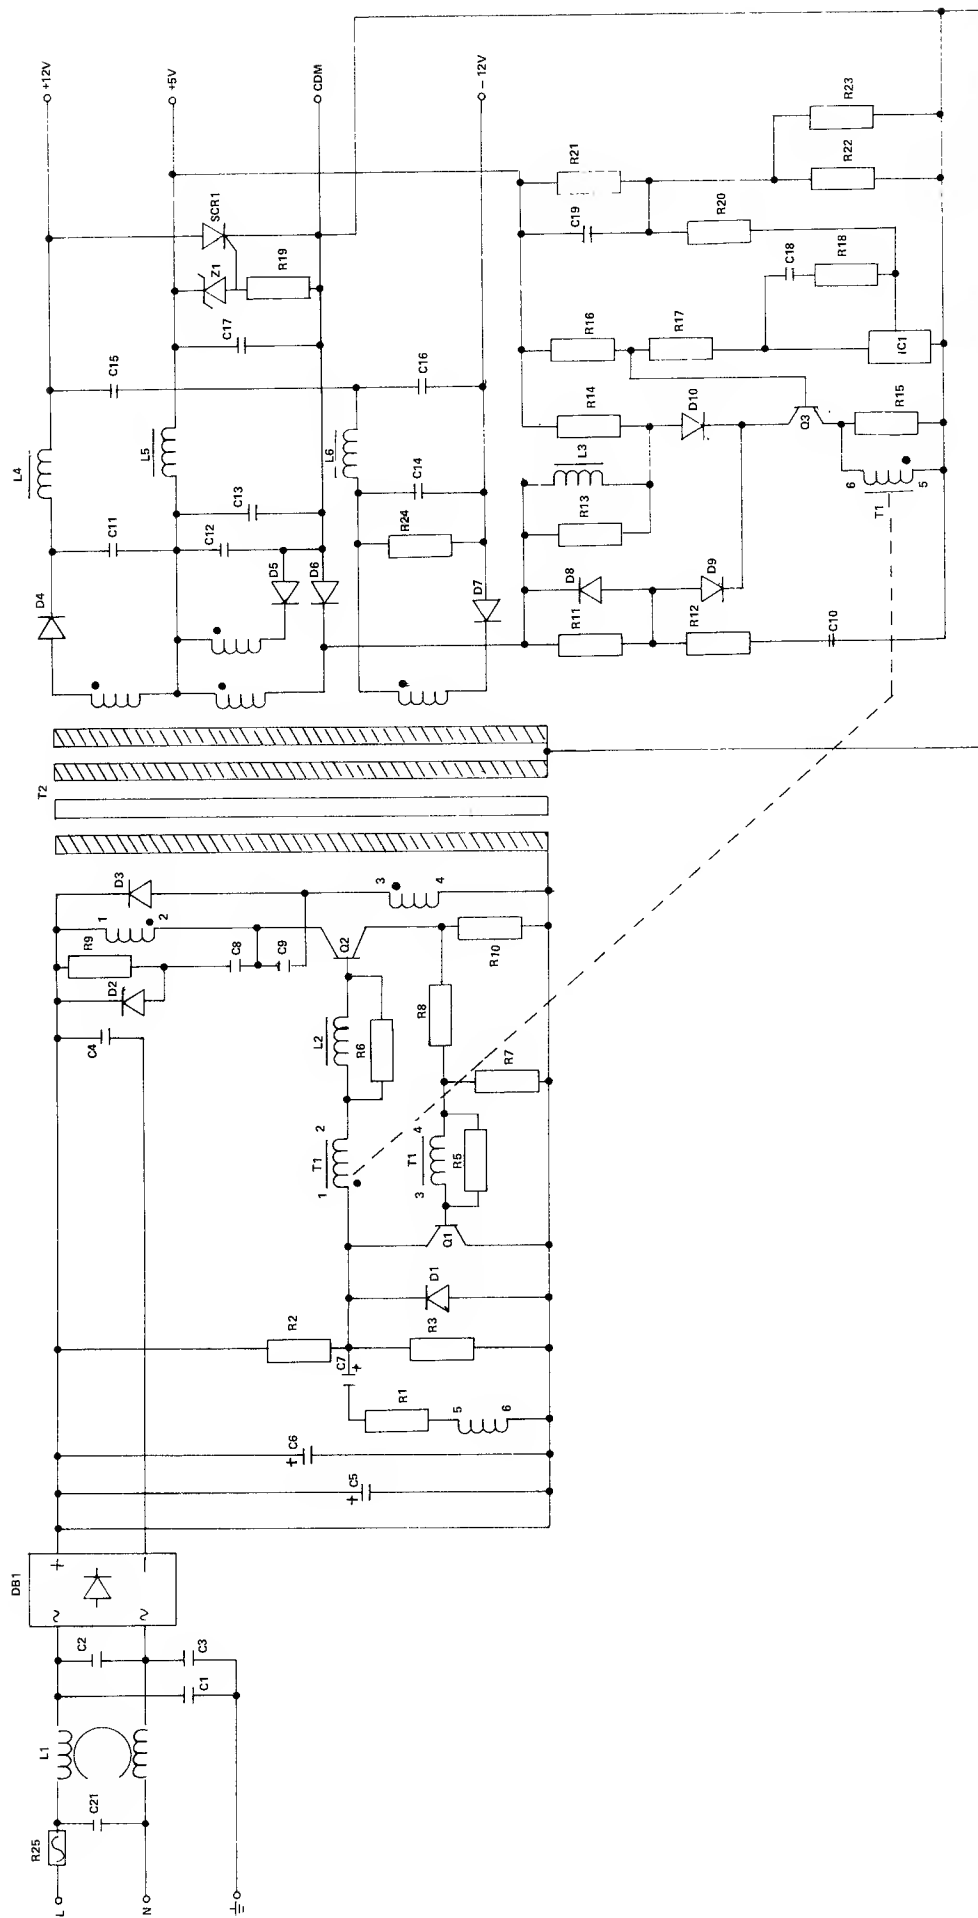 L
N
R25
C21
L1
C1
C2
C3
DB1
~
~
+
−
C5
+
C6
+
R1
5
6
C7
+
R2
R3
D1
Q1
T1
1
2
T1
3
4
R5
L2
R6
R7
R8
C4
D2
R9
C8
C9
1
2
Q2
R10
D3
3
4
T2
D4
L4
+12V
C11
C12
C13
L5
+5V
D5
D6
C15
C17
Z1
R19
SCR1
CDM
D7
R24
C14
L6
C16
− 12V
R11
R12
C10
D8
D9
R13
L3
R14
D10
Q3
R15
T1
6
5
R16
R17
IC1
C18
R18
C19
R20
R21
R22
R23